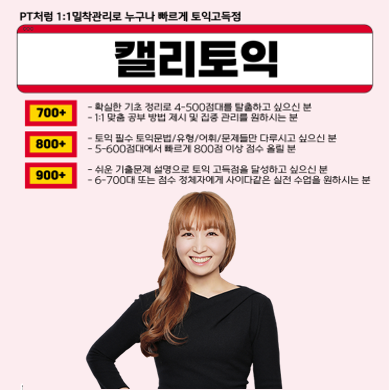 PT처럼 1:1밀착관리로 누구나 빠르게 토익고득점
캘리토익
700+
- 확실한 기초 정리로 4-500점대를 탈출하고 싶으신 분
- 1:1 맞춤 공부 방법 제시 및 집중 관리를 원하시는 분
800+
- 토익 필수 토익문법/유형/어휘/문제들만 다루시고 싶으신 분
- 5-600점대에서 빠르게 800점 이상 점수 올릴 분
900+
- 쉬운 기출문제 설명으로 토익 고득점을 달성하고 싶으신 분
- 6-700대 또는 점수 정체자에게 사이다같은 실전 수업을 원하시는 분